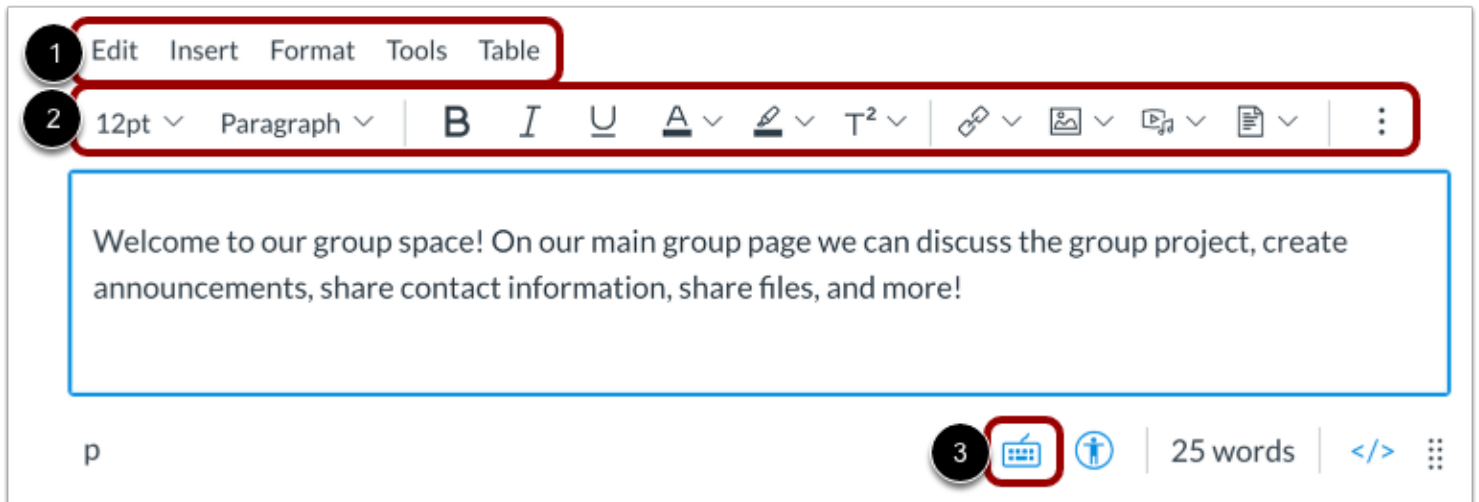 1 Edit Insert Format Tools Table
2 12pt Paragraph B I U A T²
Welcome to our group space! On our main group page we can discuss the group project, create
announcements, share contact information, share files, and more!
p 3 25 words </>